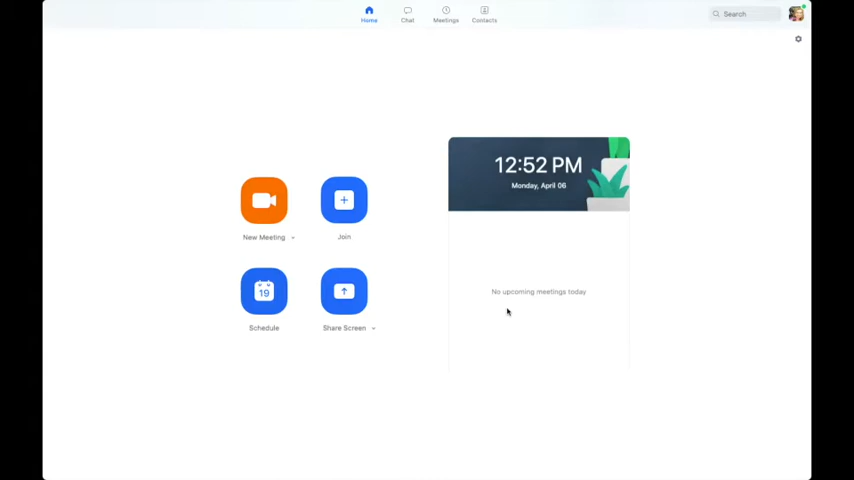 Home
Chat
Meetings
Contacts
Search
12:52 PM
Monday, April 06
New Meeting
Join
19
Schedule
Share Screen
No upcoming meetings today